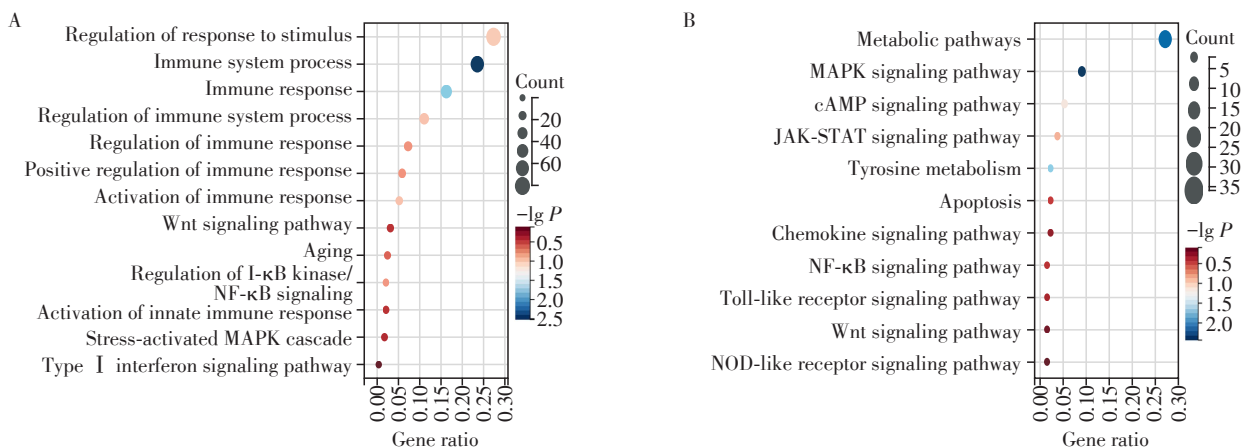 A
Regulation of response to stimulus
Immune system process
Immune response
Regulation of immune system process
Regulation of immune response
Positive regulation of immune response
Activation of immune response
Wnt signaling pathway
Aging
Regulation of I-κB kinase/
NF-κB signaling
Activation of innate immune response
Stress-activated MAPK cascade
Type Ⅰ interferon signaling pathway
0.00 0.05 0.10 0.15 0.20 0.25 0.30
Gene ratio
Count
20
40
60
−lg P
0.5
1.0
1.5
2.0
2.5
B
Metabolic pathways
MAPK signaling pathway
cAMP signaling pathway
JAK-STAT signaling pathway
Tyrosine metabolism
Apoptosis
Chemokine signaling pathway
NF-κB signaling pathway
Toll-like receptor signaling pathway
Wnt signaling pathway
NOD-like receptor signaling pathway
0.00 0.05 0.10 0.15 0.20 0.25 0.30
Gene ratio
Count
5
10
15
20
25
30
35
−lg P
0.5
1.0
1.5
2.0